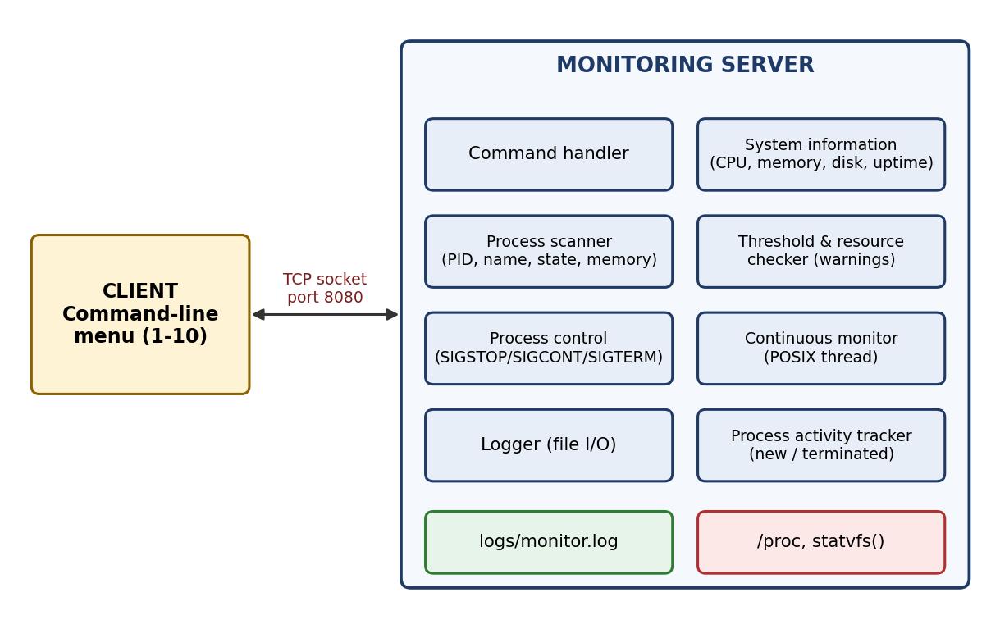 MONITORING SERVER
Command handler
System information
(CPU, memory, disk, uptime)
Process scanner
(PID, name, state, memory)
Threshold & resource
checker (warnings)
CLIENT
Command-line
menu (1-10)
TCP socket
port 8080
Process control
(SIGSTOP/SIGCONT/SIGTERM)
Continuous monitor
(POSIX thread)
Logger (file I/O)
Process activity tracker
(new / terminated)
logs/monitor.log
/proc, statvfs()